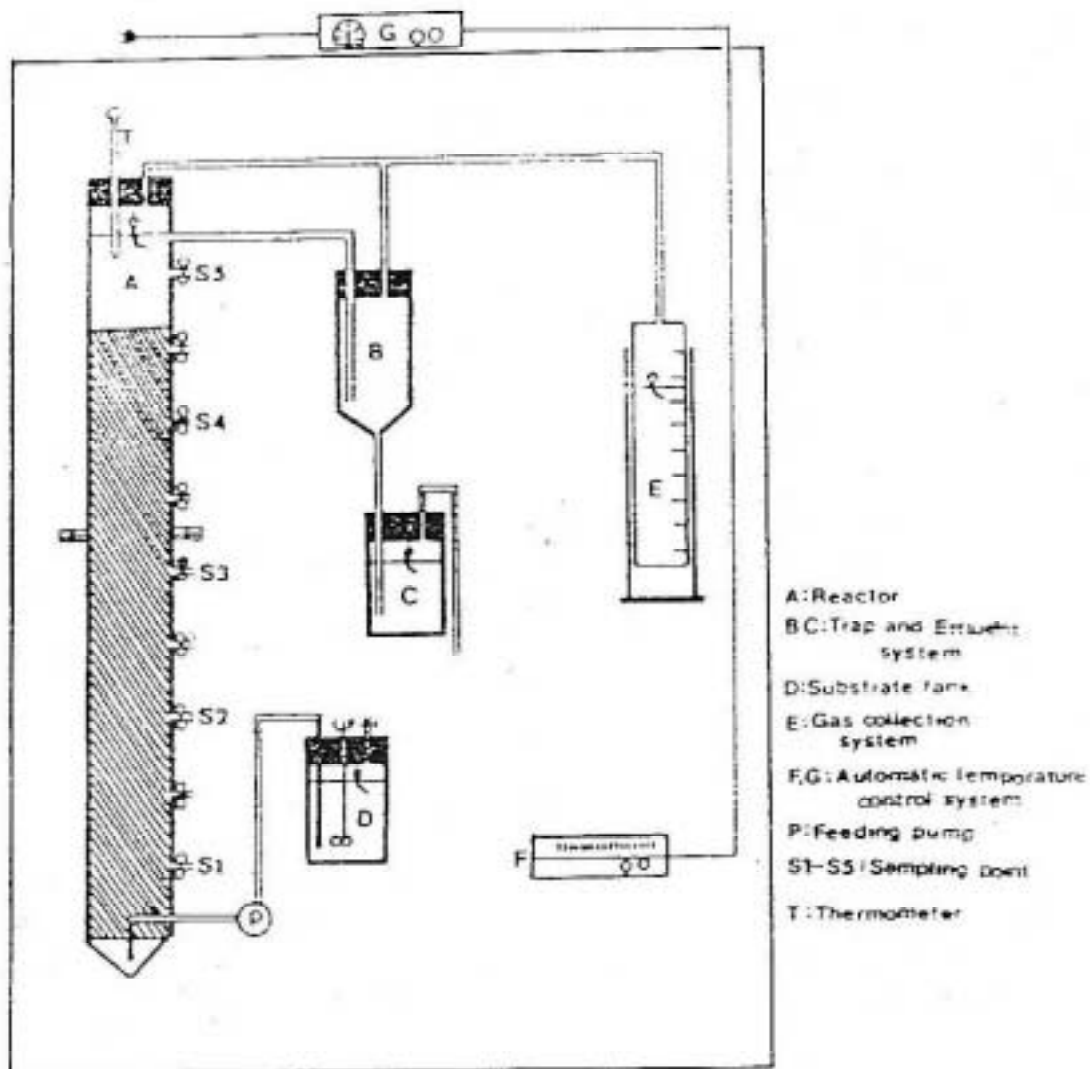 G
T
A
S5
B
S4
E
S3
C
S2
D
F
S1
P
A:Reactor
BC:Trap and Effluent
system
D:Substrate tank
E:Gas collection
system
F,G:Automatic temperature
control system
P:Feeding pump
S1-S5:Sampling point
T:Thermometer